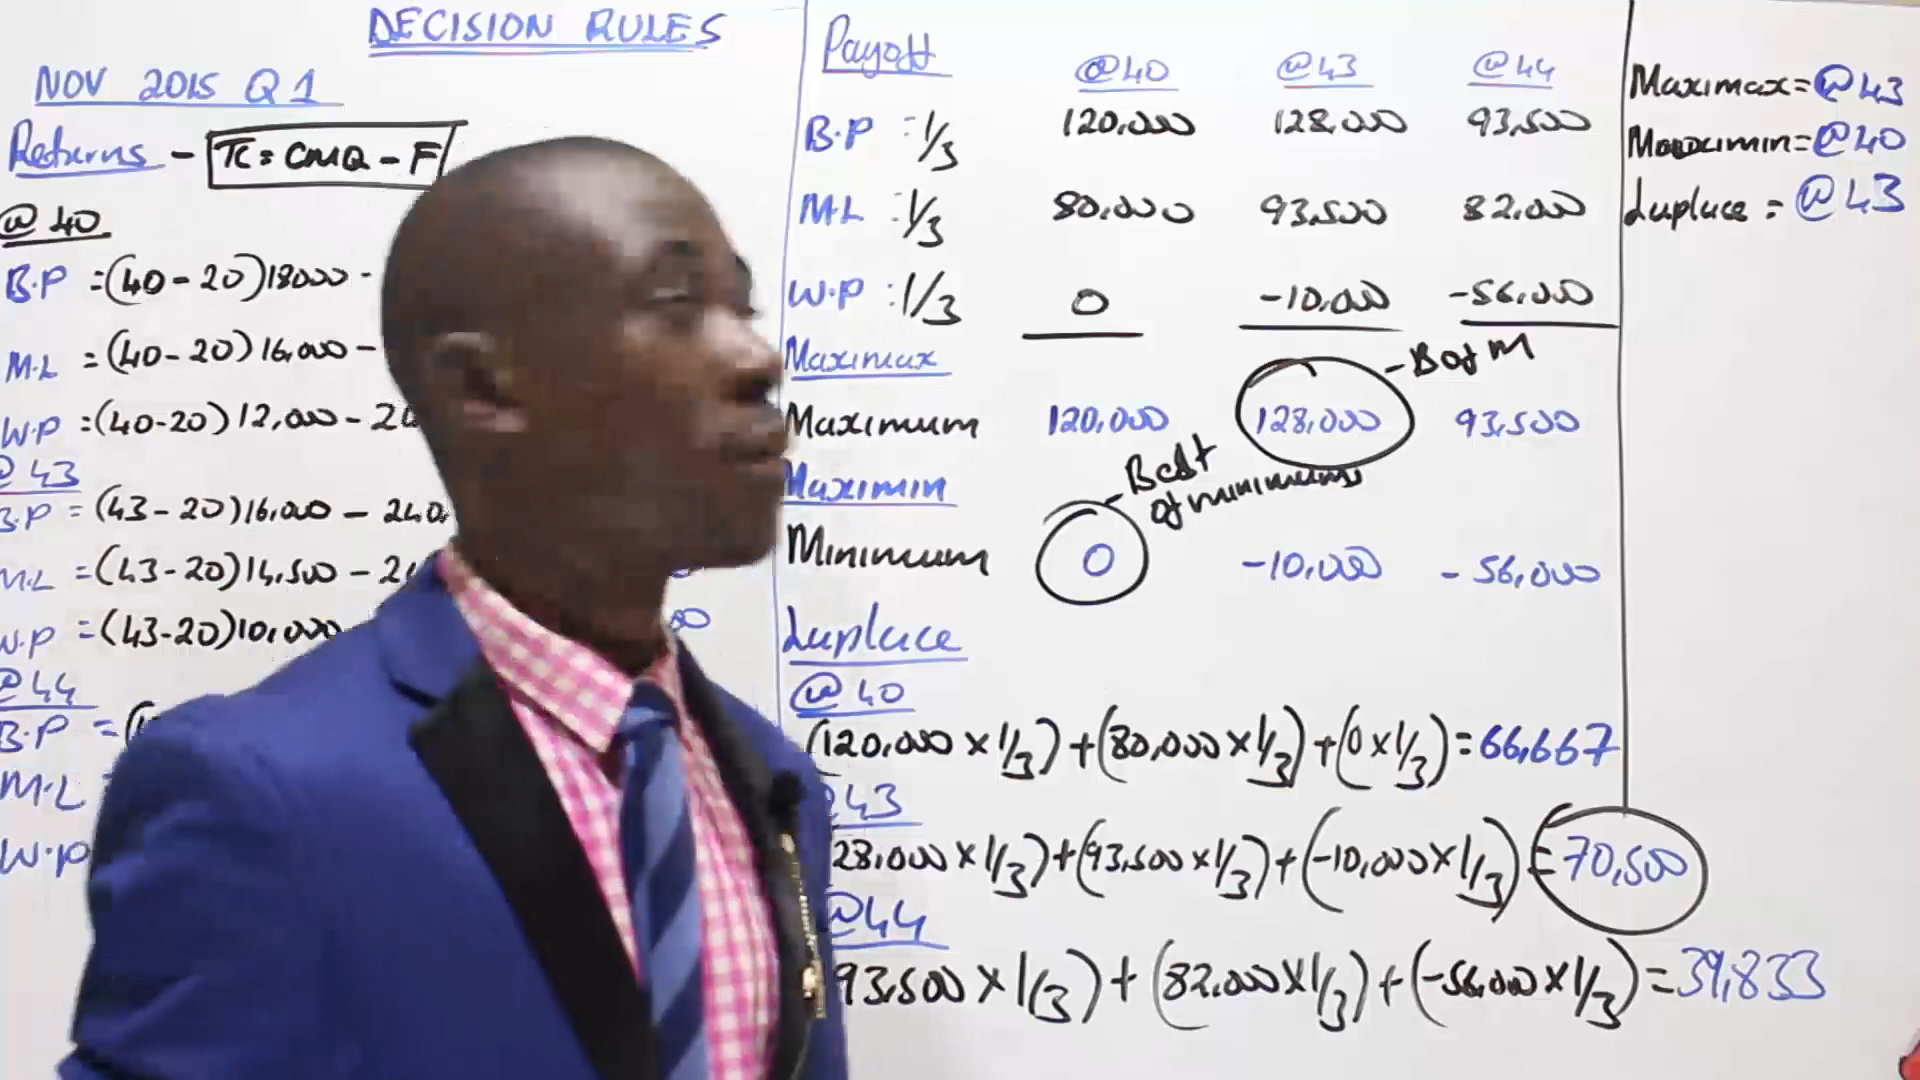 DECISION RULES
NOV 2015 Q1
Returns - π = CMQ - F
@ 40
B.P = (40-20)18000 -
M.L = (40-20)16,000 -
W.P = (40-20)12,000 - 24
@ 43
B.P = (43-20)16,000 - 240
M.L = (43-20)14,500 - 24
W.P = (43-20)10,000
@ 44
B.P = (
M.L =
W.P
Payoff @40 @43 @44
B.P :1/3 120,000 128,000 93,500
M.L :1/3 80,000 93,500 82,000
W.P :1/3 0 -10,000 -56,000
Maximax - B of M
Maximum 120,000 128,000 93,500
Maximin - Best of minimums
Minimum 0 -10,000 -56,000
Laplace
@ 40
(120,000 x 1/3) + (80,000 x 1/3) + (0 x 1/3) = 66,667
@43
28,000 x 1/3) + (93,500 x 1/3) + (-10,000 x 1/3) = 70,500
@44
93,500 x 1/3) + (82,000 x 1/3) + (-56,000 x 1/3) = 39,833
Maximax = @43
Maximin = @40
Laplace = @43